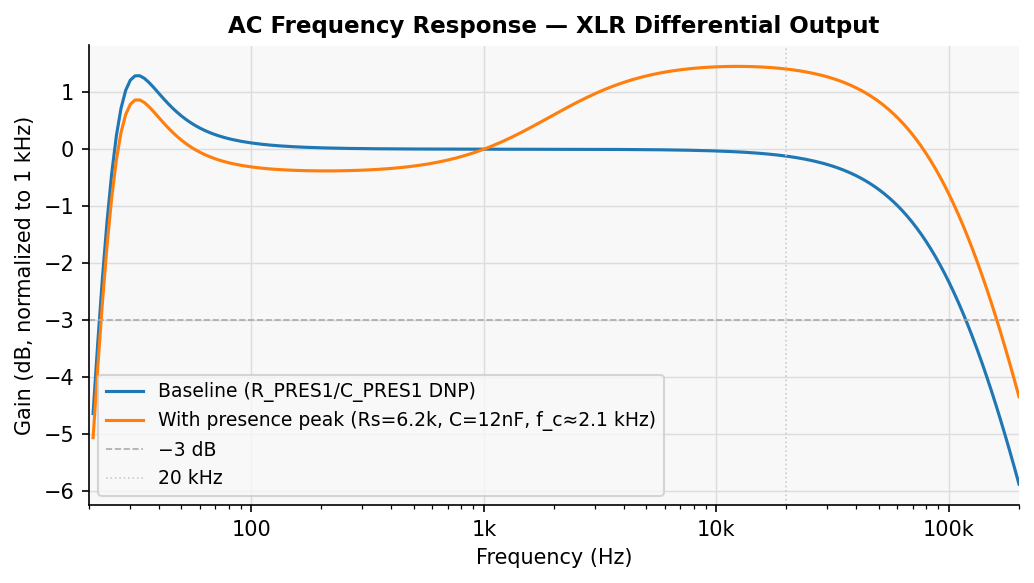 AC Frequency Response — XLR Differential Output
Gain (dB, normalized to 1 kHz)
1
0
−1
−2
−3
−4
−5
−6
Baseline (R_PRES1/C_PRES1 DNP)
With presence peak (Rs=6.2k, C=12nF, f_c≈2.1 kHz)
−3 dB
20 kHz
100
1k
10k
100k
Frequency (Hz)